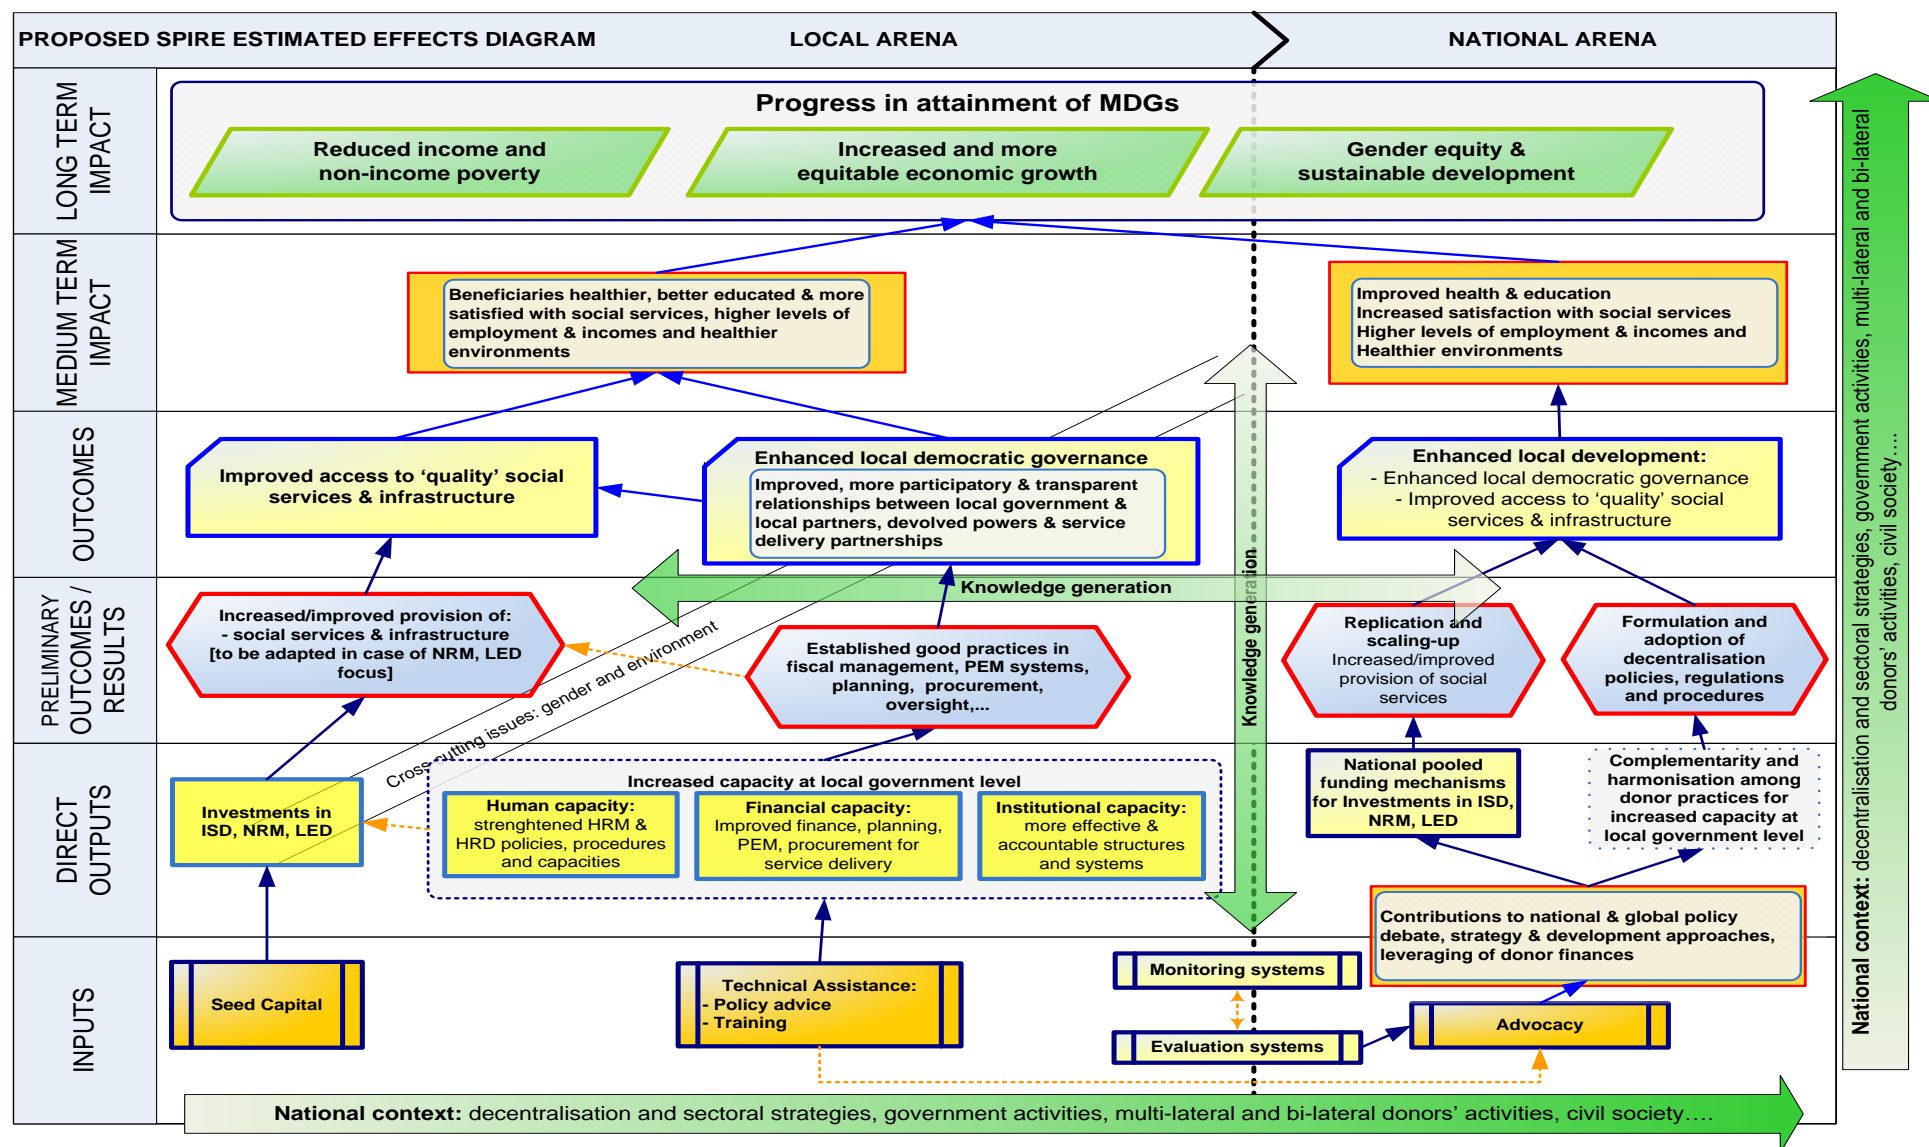 PROPOSED SPIRE ESTIMATED EFFECTS DIAGRAM
LOCAL ARENA
NATIONAL ARENA
LONG TERM
IMPACT
Progress in attainment of MDGs
Reduced income and
non-income poverty
Increased and more
equitable economic growth
Gender equity &
sustainable development
MEDIUM TERM
IMPACT
Beneficiaries healthier, better educated & more
satisfied with social services, higher levels of
employment & incomes and healthier
environments
Improved health & education
Increased satisfaction with social services
Higher levels of employment & incomes and
Healthier environments
OUTCOMES
Improved access to ‘quality’ social
services & infrastructure
Enhanced local democratic governance
Improved, more participatory & transparent
relationships between local government &
local partners, devolved powers & service
delivery partnerships
Enhanced local development:
- Enhanced local democratic governance
- Improved access to ‘quality’ social
services & infrastructure
Knowledge generation
Knowledge generation
PRELIMINARY
OUTCOMES /
RESULTS
Increased/improved provision of:
- social services & infrastructure
[to be adapted in case of NRM, LED
focus]
Established good practices in
fiscal management, PEM systems,
planning, procurement,
oversight,...
Replication and
scaling-up
Increased/improved
provision of social
services
Formulation and
adoption of
decentralisation
policies, regulations
and procedures
Cross-cutting issues: gender and environment
DIRECT
OUTPUTS
Investments in
ISD, NRM, LED
Increased capacity at local government level
Human capacity:
strenghtened HRM &
HRD policies, procedures
and capacities
Financial capacity:
Improved finance, planning,
PEM, procurement for
service delivery
Institutional capacity:
more effective &
accountable structures
and systems
National pooled
funding mechanisms
for Investments in ISD,
NRM, LED
Complementarity and
harmonisation among
donor practices for
increased capacity at
local government level
Contributions to national & global policy
debate, strategy & development approaches,
leveraging of donor finances
INPUTS
Seed Capital
Technical Assistance:
- Policy advice
- Training
Monitoring systems
Evaluation systems
Advocacy
National context: decentralisation and sectoral strategies, government activities, multi-lateral and bi-lateral donors’ activities, civil society….
National context: decentralisation and sectoral strategies, government activities, multi-lateral and bi-lateral
donors’ activities, civil society….